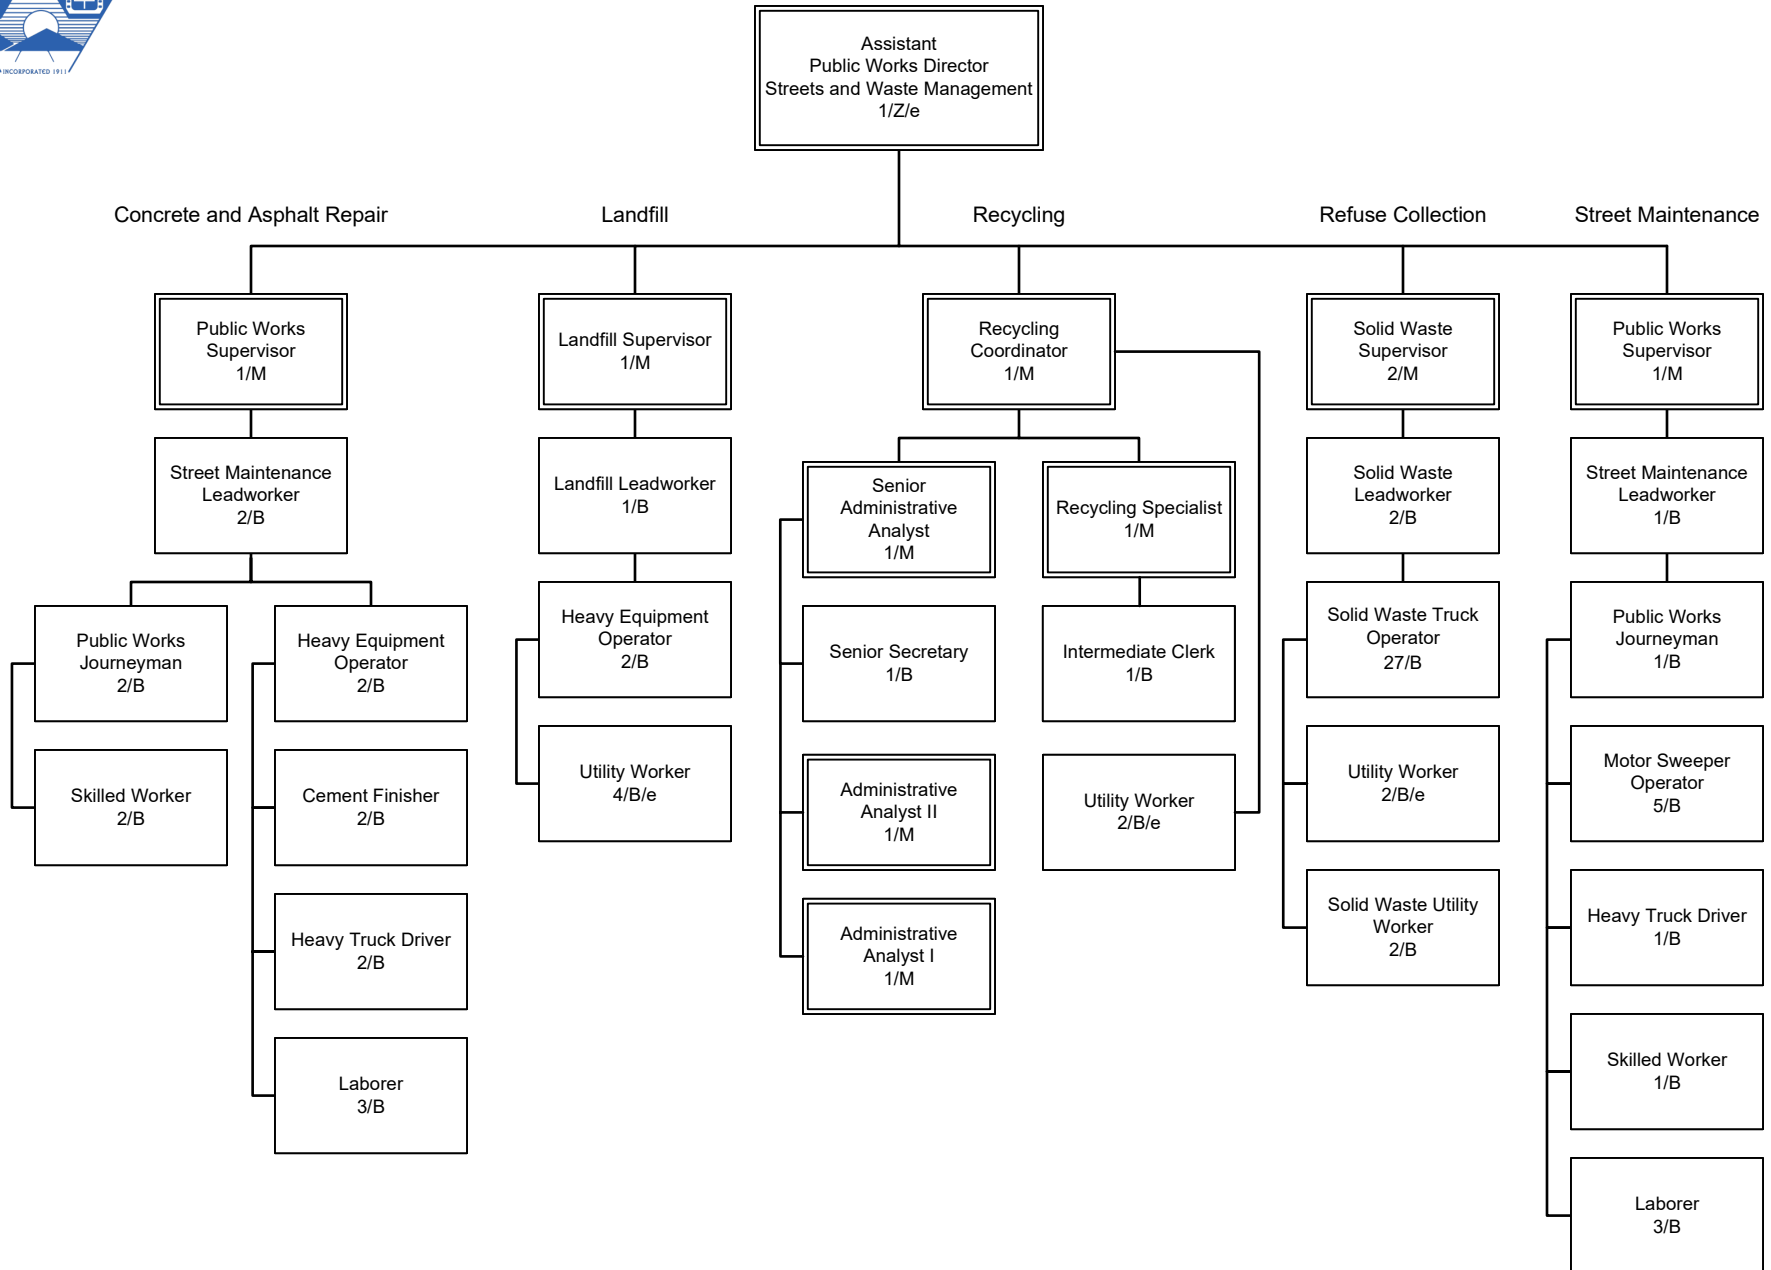 INCORPORATED 1911
Assistant
Public Works Director
Streets and Waste Management
1/Z/e
Concrete and Asphalt Repair
Landfill
Recycling
Refuse Collection
Street Maintenance
Public Works
Supervisor
1/M
Landfill Supervisor
1/M
Recycling
Coordinator
1/M
Solid Waste
Supervisor
2/M
Public Works
Supervisor
1/M
Street Maintenance
Leadworker
2/B
Landfill Leadworker
1/B
Senior
Administrative
Analyst
1/M
Recycling Specialist
1/M
Solid Waste
Leadworker
2/B
Street Maintenance
Leadworker
1/B
Public Works
Journeyman
2/B
Heavy Equipment
Operator
2/B
Heavy Equipment
Operator
2/B
Senior Secretary
1/B
Intermediate Clerk
1/B
Solid Waste Truck
Operator
27/B
Public Works
Journeyman
1/B
Skilled Worker
2/B
Cement Finisher
2/B
Utility Worker
4/B/e
Administrative
Analyst II
1/M
Utility Worker
2/B/e
Utility Worker
2/B/e
Motor Sweeper
Operator
5/B
Heavy Truck Driver
2/B
Administrative
Analyst I
1/M
Solid Waste Utility
Worker
2/B
Heavy Truck Driver
1/B
Laborer
3/B
Skilled Worker
1/B
Laborer
3/B